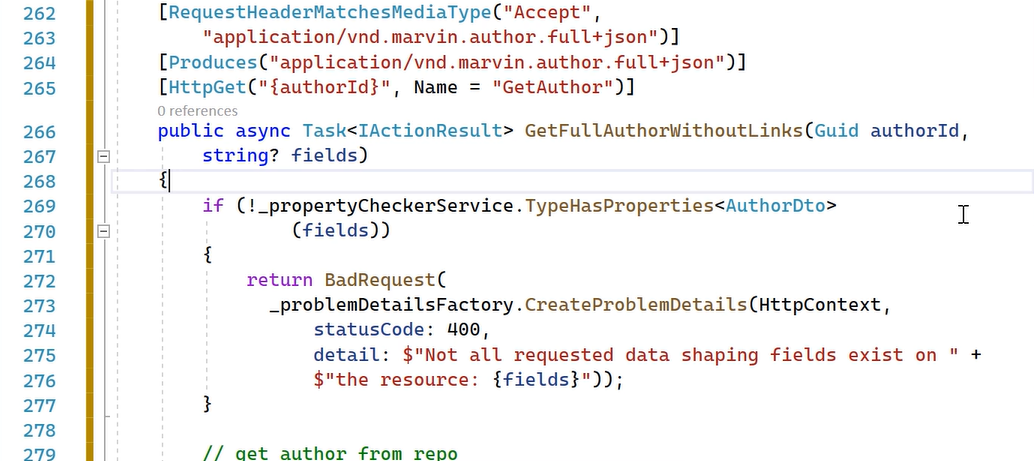 262 [RequestHeaderMatchesMediaType("Accept",
263 "application/vnd.marvin.author.full+json")]
264 [Produces("application/vnd.marvin.author.full+json")]
265 [HttpGet("{authorId}", Name = "GetAuthor")]
0 references
266 public async Task<IActionResult> GetFullAuthorWithoutLinks(Guid authorId,
267 string? fields)
268 {
269 if (!_propertyCheckerService.TypeHasProperties<AuthorDto>
270 (fields))
271 {
272 return BadRequest(
273 _problemDetailsFactory.CreateProblemDetails(HttpContext,
274 statusCode: 400,
275 detail: $"Not all requested data shaping fields exist on " +
276 $"the resource: {fields}"));
277 }
278
279 // get author from repo